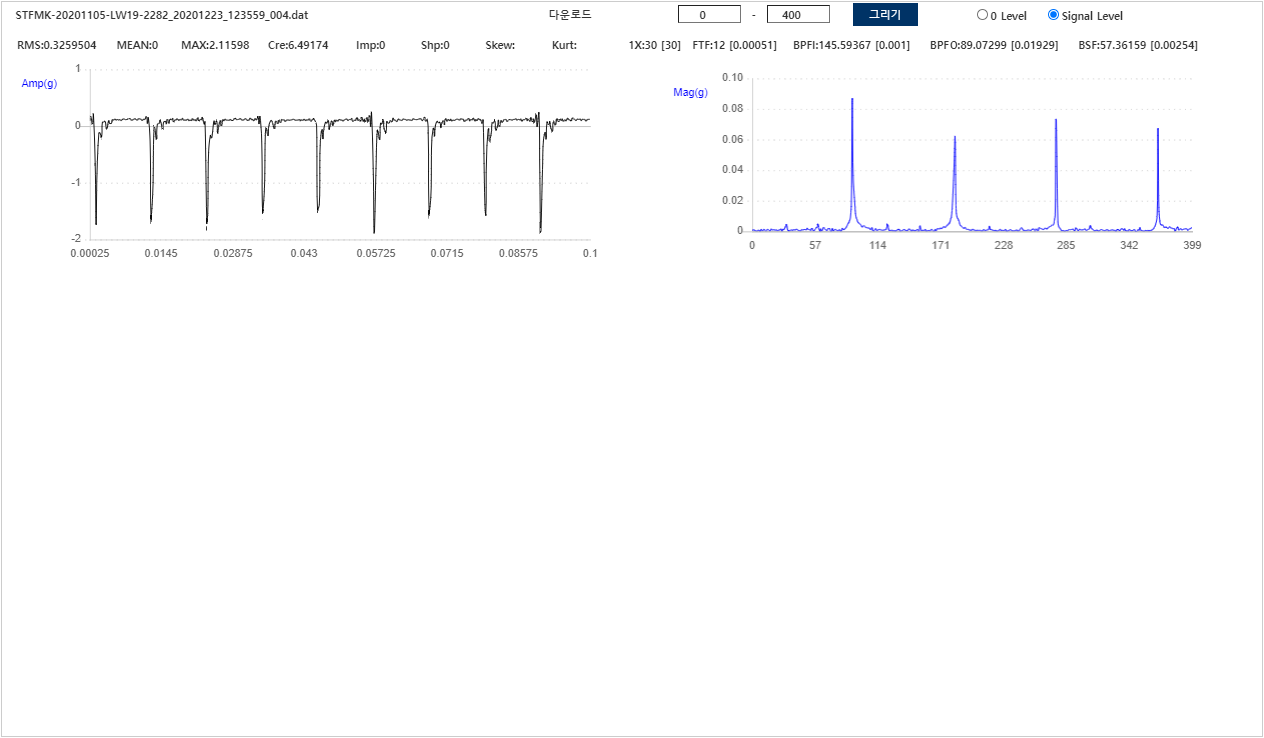 STFMK-20201105-LW19-2282_20201223_123559_004.dat 다운로드 0 - 400 그리기 0 Level Signal Level
RMS:0.3259504 MEAN:0 MAX:2.11598 Cre:6.49174 Imp:0 Shp:0 Skew: Kurt: 1X:30 [30] FTF:12 [0.00051] BPFI:145.59367 [0.001] BPFO:89.07299 [0.01929] BSF:57.36159 [0.00254]
Amp(g)
1
0
-1
-2
0.00025 0.0145 0.02875 0.043 0.05725 0.0715 0.08575 0.1
Mag(g)
0.10
0.08
0.06
0.04
0.02
0
0 57 114 171 228 285 342 399